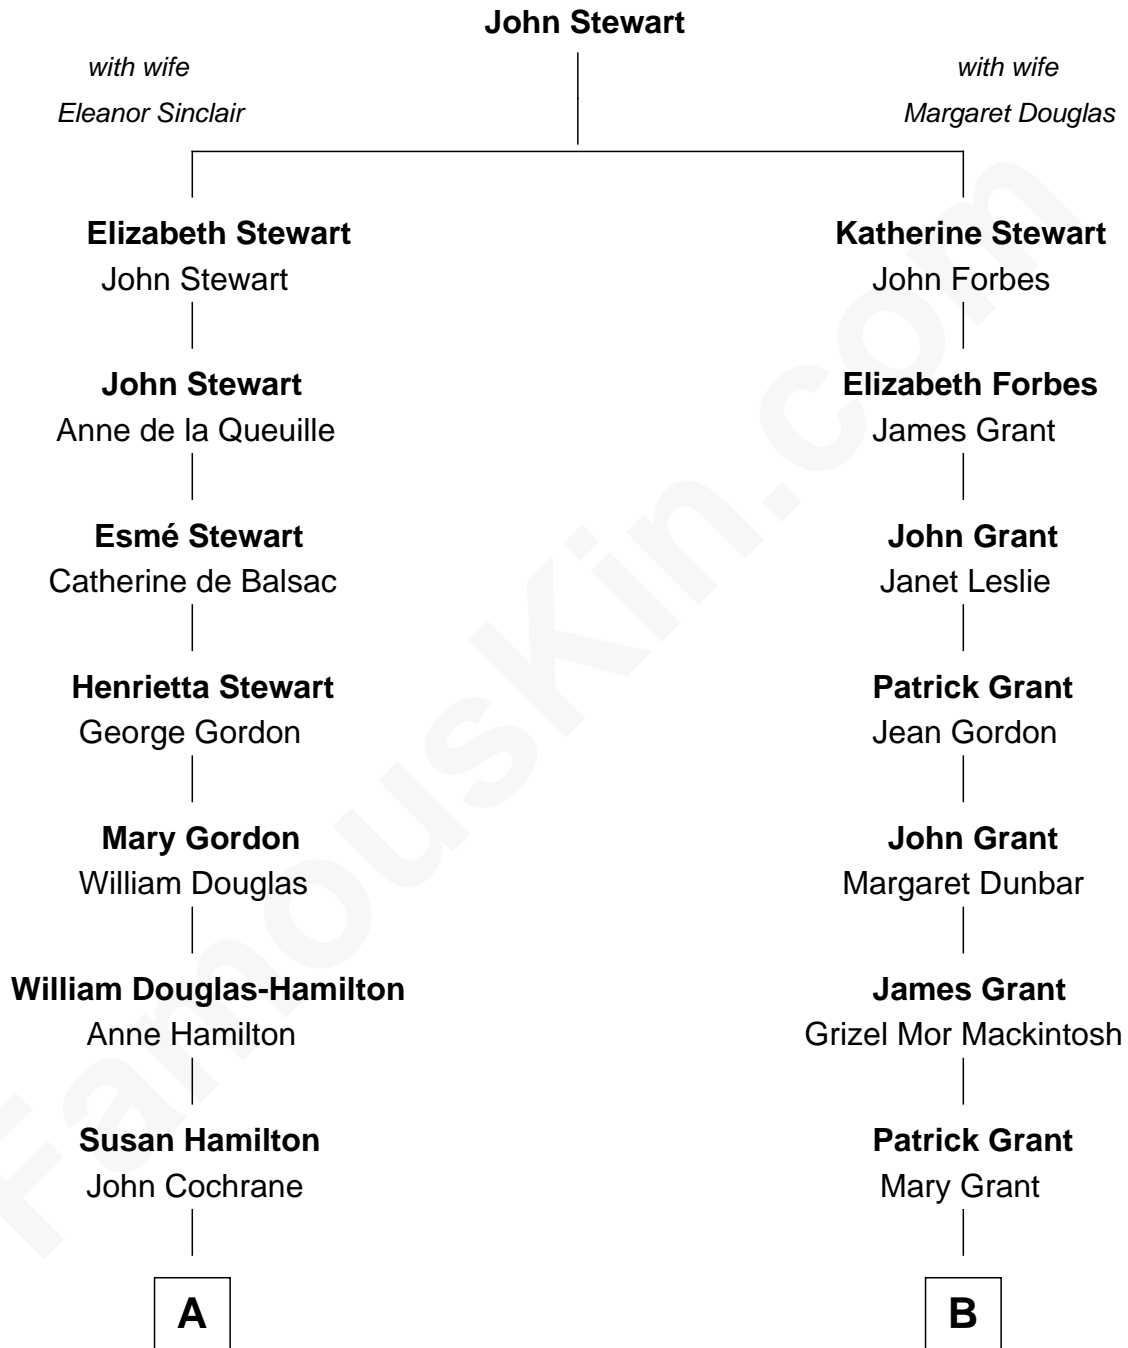 John Stewart
with wife
Eleanor Sinclair
with wife
Margaret Douglas
Elizabeth Stewart
John Stewart
Katherine Stewart
John Forbes
John Stewart
Anne de la Queuille
Elizabeth Forbes
James Grant
Esmé Stewart
Catherine de Balsac
John Grant
Janet Leslie
Henrietta Stewart
George Gordon
Patrick Grant
Jean Gordon
Mary Gordon
William Douglas
John Grant
Margaret Dunbar
William Douglas-Hamilton
Anne Hamilton
James Grant
Grizel Mor Mackintosh
Susan Hamilton
John Cochrane
Patrick Grant
Mary Grant
A
B
FamousKin.com